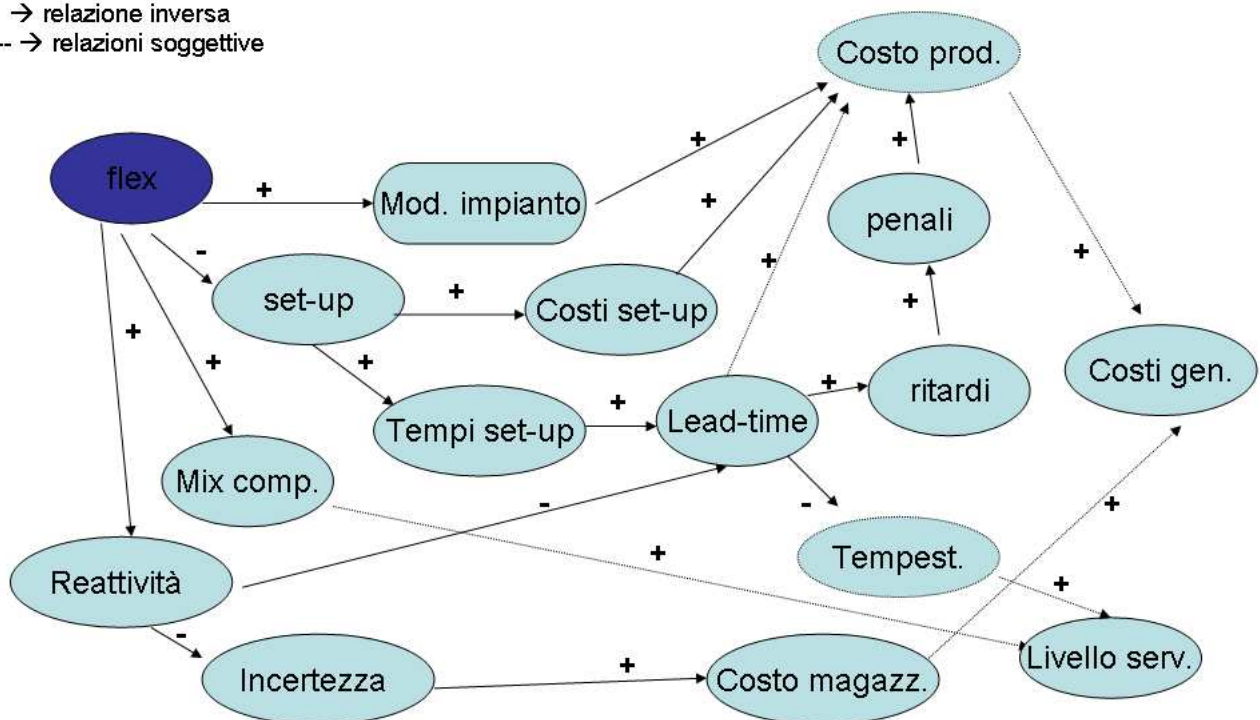 → relazione inversa
-- → relazioni soggettive
Costo prod.
+
flex
+
+
Mod. impianto
+
penali
-
+
+
set-up
+
Costi set-up
+
+
+
+
+
Costi gen.
ritardi
+
+
Lead-time
Tempi set-up
Mix comp.
-
-
+
+
Tempest.
Reattività
+
-
+
Livello serv.
Incertezza
Costo magazz.